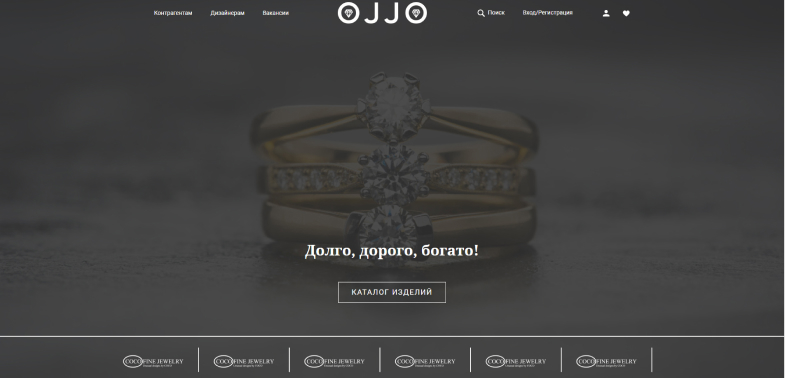 Контрагентам Дизайнерам Вакансии OJJO Поиск Вход/Регистрация
Долго, дорого, богато!
КАТАЛОГ ИЗДЕЛИЙ
COCO FINE JEWELRY COCO FINE JEWELRY COCO FINE JEWELRY COCO FINE JEWELRY COCO FINE JEWELRY COCO FINE JEWELRY